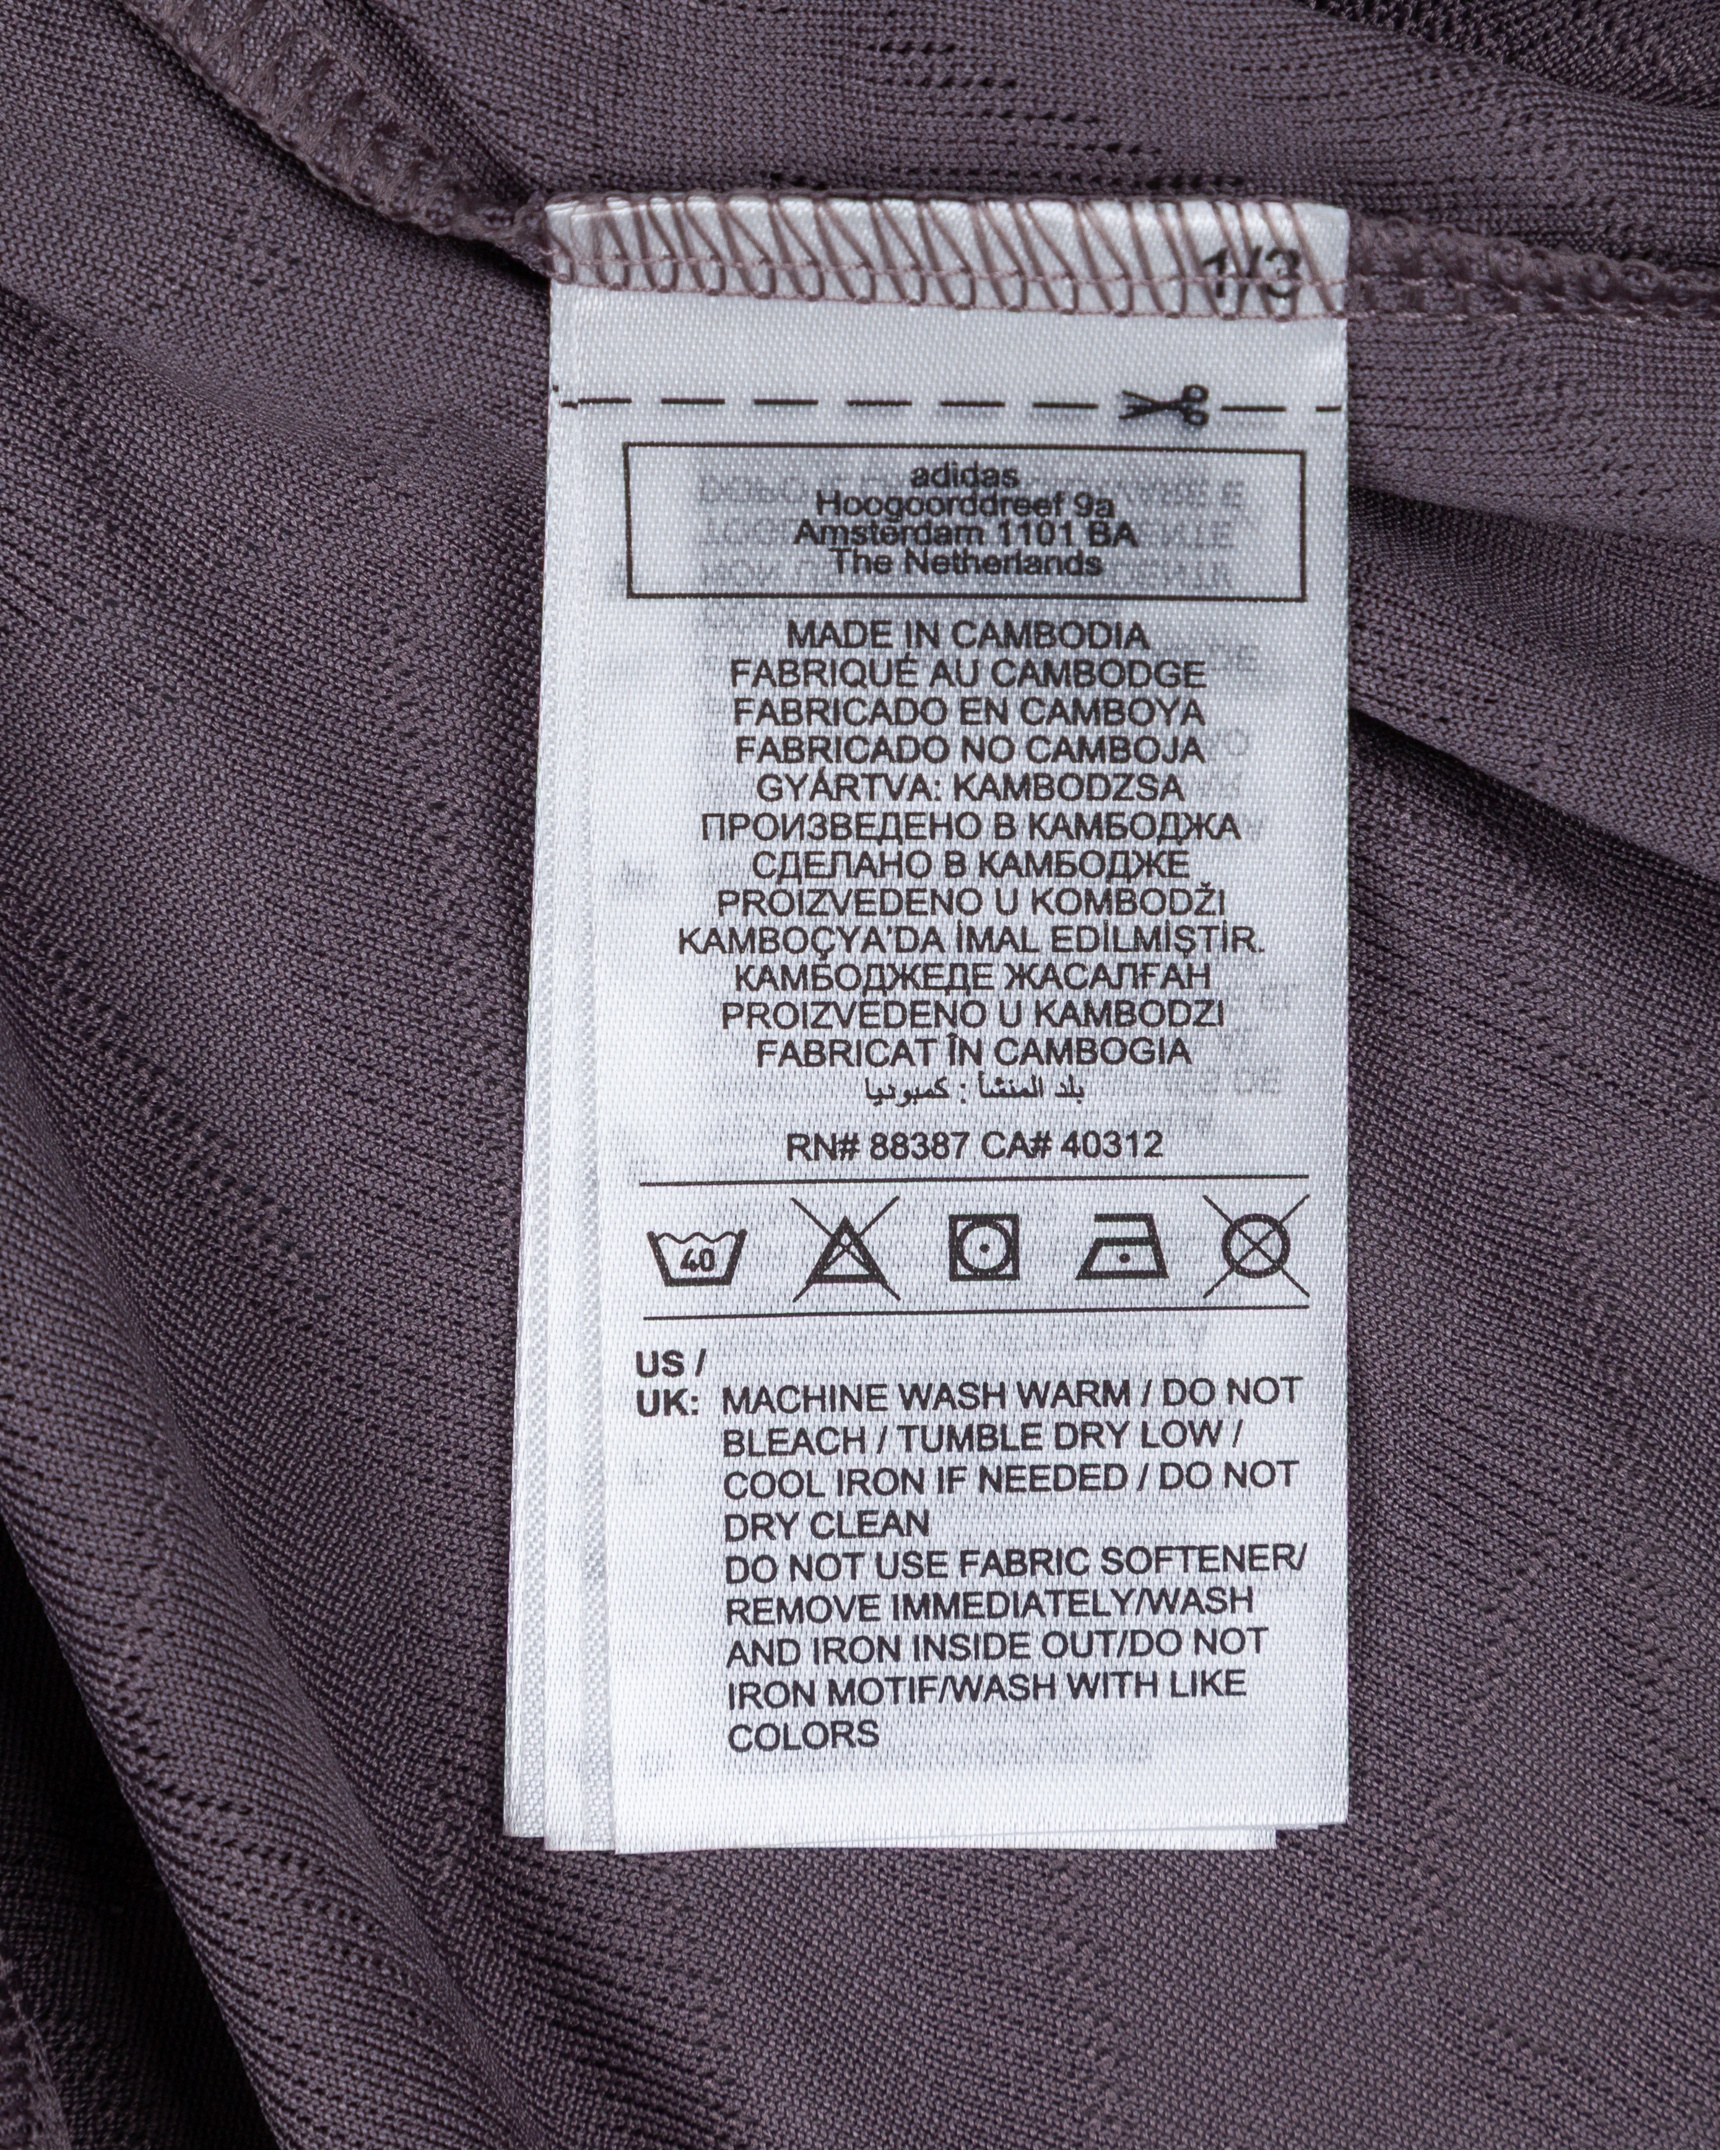 1/3
adidas
Hoogoorddreef 9a
Amsterdam 1101 BA
The Netherlands
MADE IN CAMBODIA
FABRIQUÉ AU CAMBODGE
FABRICADO EN CAMBOYA
FABRICADO NO CAMBOJA
GYÁRTVA: KAMBODZSA
ПРОИЗВЕДЕНО В КАМБОДЖА
СДЕЛАНО В КАМБОДЖЕ
PROIZVEDENO U KOMBODŽI
KAMBOÇYA'DA İMAL EDİLMİŞTİR.
КАМБОДЖЕДЕ ЖАСАЛҒАН
PROIZVEDENO U KAMBODZI
FABRICAT ÎN CAMBOGIA
بلد المنشأ : كمبوديا
RN# 88387 CA# 40312
40
US /
UK: MACHINE WASH WARM / DO NOT
BLEACH / TUMBLE DRY LOW /
COOL IRON IF NEEDED / DO NOT
DRY CLEAN
DO NOT USE FABRIC SOFTENER/
REMOVE IMMEDIATELY/WASH
AND IRON INSIDE OUT/DO NOT
IRON MOTIF/WASH WITH LIKE
COLORS